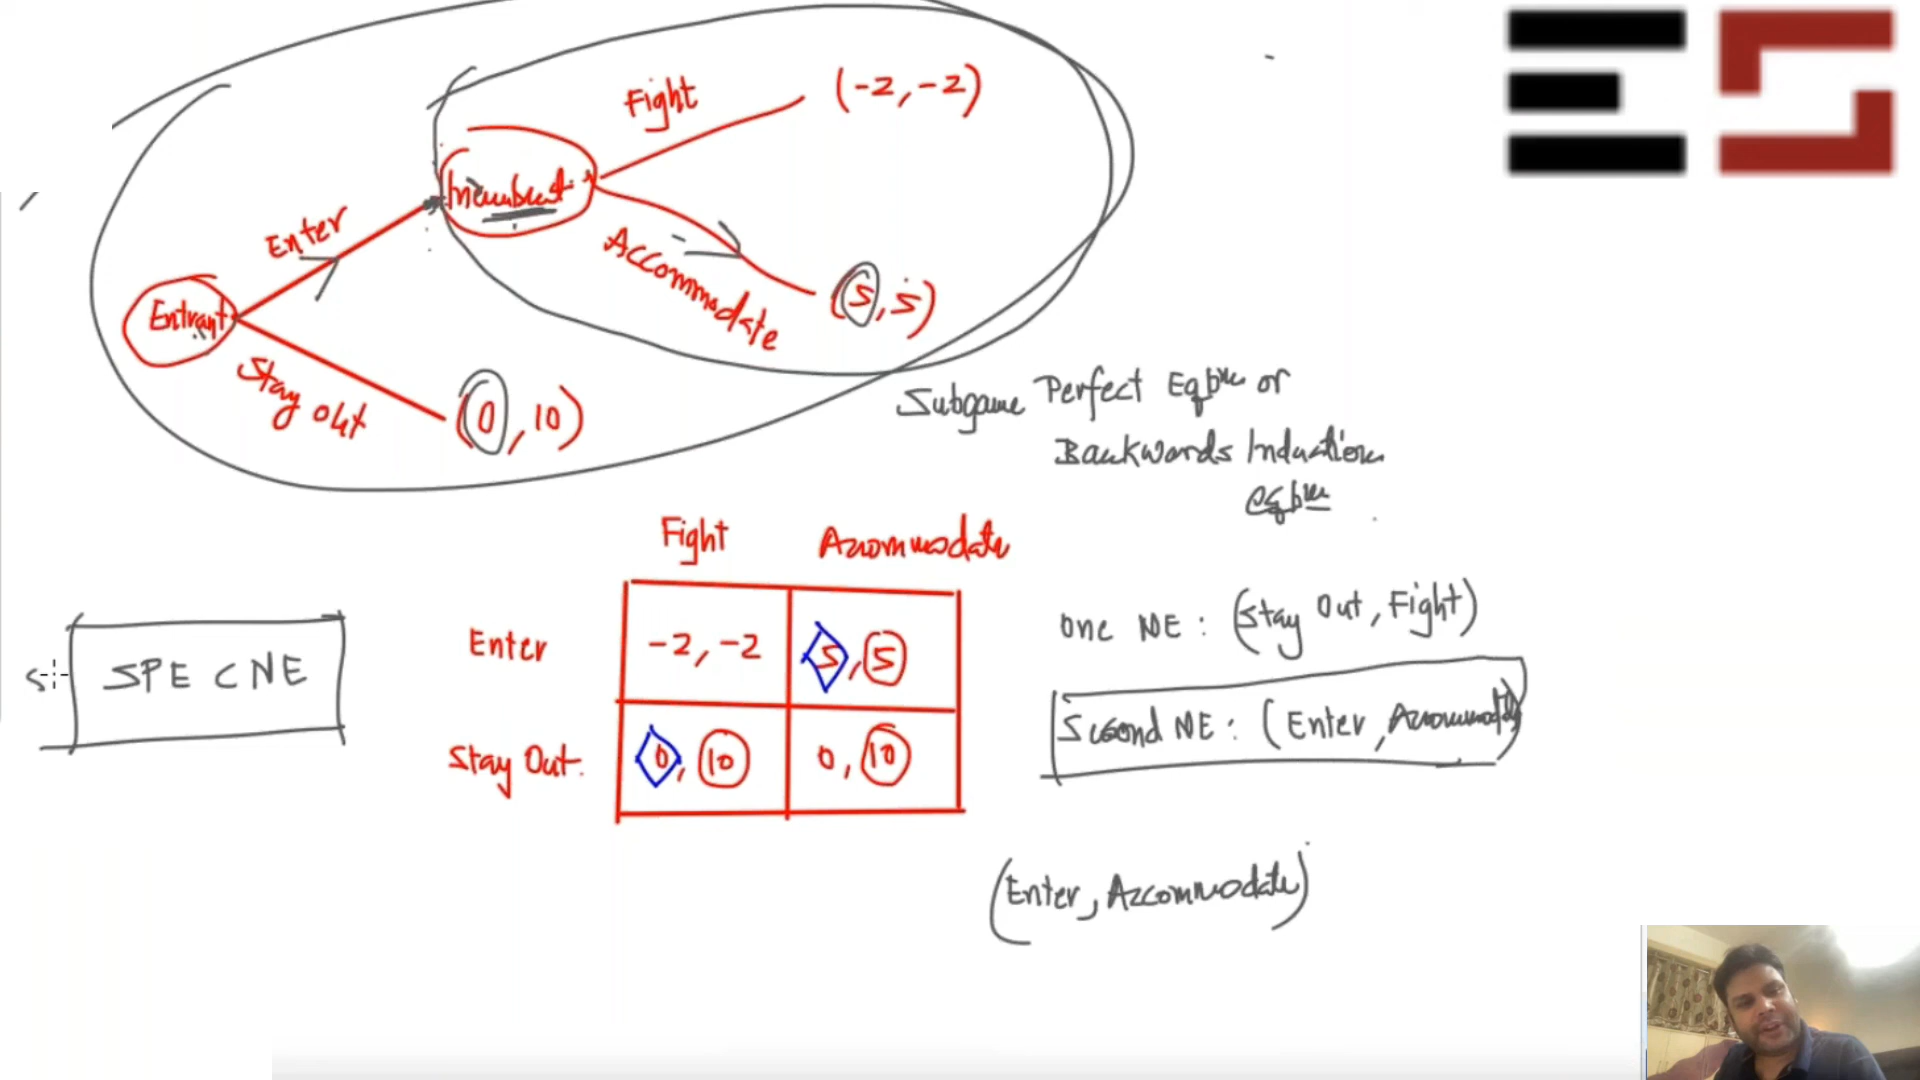 Fight
(-2, -2)
Incumbent
Enter
Accommodate
(5, 5)
Entrant
Stay Out
(0, 10)
Subgame Perfect Eqbm or
Backwords Induction
eqbm
Fight Accommodate
Enter -2, -2 5, 5
Stay Out. 0, 10 0, 10
S
SPE ⊂ NE
One NE : (Stay Out, Fight)
Second NE : (Enter, Accommodate)
(Enter, Accommodate)
ES